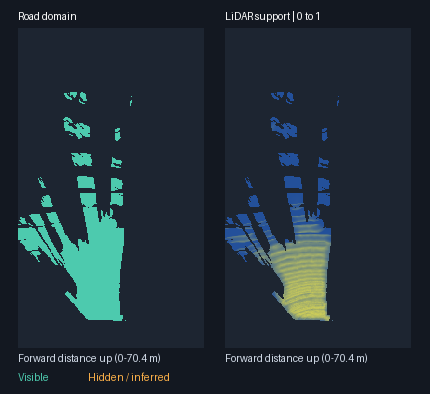 Road domain
LiDAR support | 0 to 1
Forward distance up (0-70.4 m)
Forward distance up (0-70.4 m)
Visible
Hidden / inferred